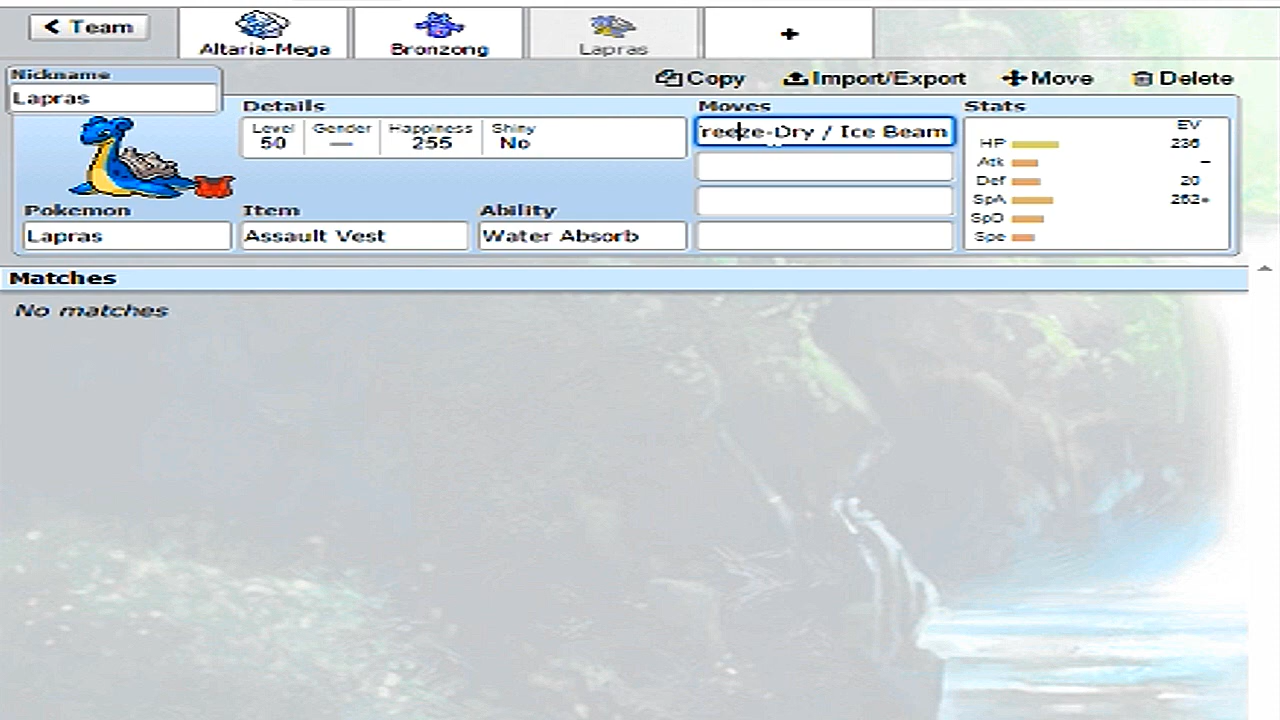 Team
Altaria-Mega
Bronzong
Lapras
+
Nickname
Lapras
Copy
Import/Export
Move
Delete
Details
Level
50
Gender
—
Happiness
255
Shiny
No
Pokemon
Lapras
Item
Assault Vest
Ability
Water Absorb
Moves
reeze-Dry / Ice Beam
Stats
EV
HP 236
Atk –
Def 20
SpA 252+
SpD
Spe
Matches
No matches